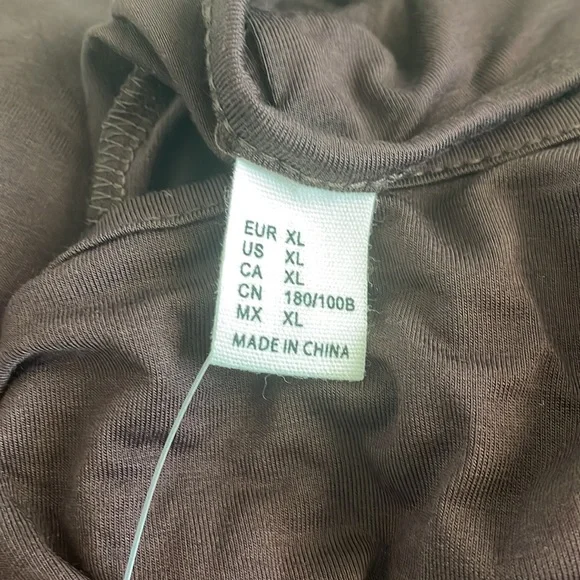 EUR XL
US XL
CA XL
CN 180/100B
MX XL
MADE IN CHINA